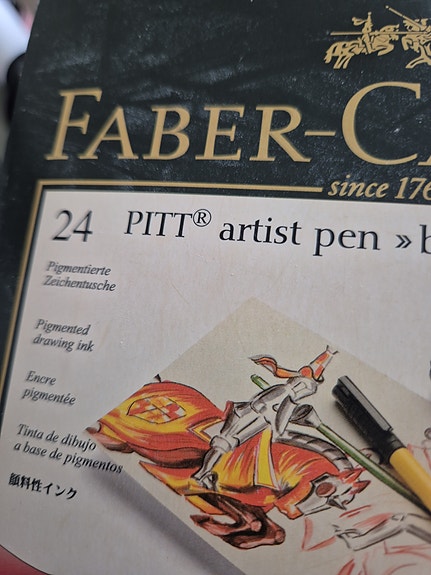 FABER-C
since 176
24 PITT® artist pen » b
Pigmentierte
Zeichentusche
Pigmented
drawing ink
Encre
pigmentée
Tinta de dibujo
a base de pigmentos
顔料性インク